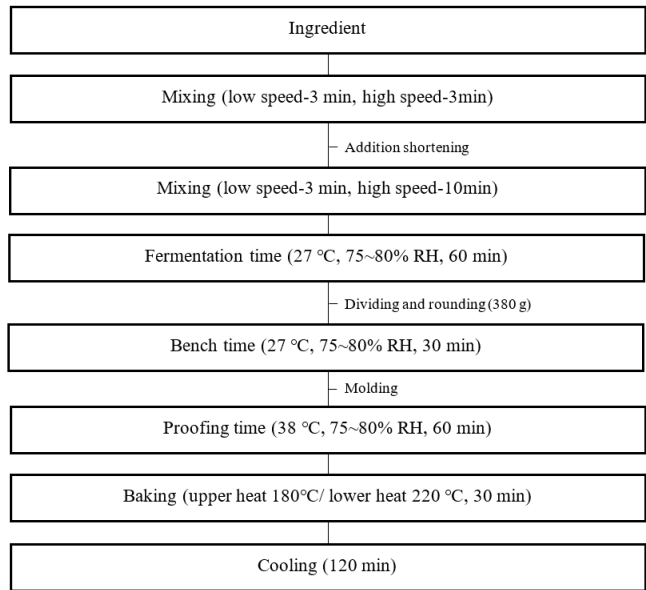 Ingredient
Mixing (low speed-3 min, high speed-3min)
Addition shortening
Mixing (low speed-3 min, high speed-10min)
Fermentation time (27 ℃, 75~80% RH, 60 min)
Dividing and rounding (380 g)
Bench time (27 ℃, 75~80% RH, 30 min)
Molding
Proofing time (38 ℃, 75~80% RH, 60 min)
Baking (upper heat 180℃/ lower heat 220 ℃, 30 min)
Cooling (120 min)